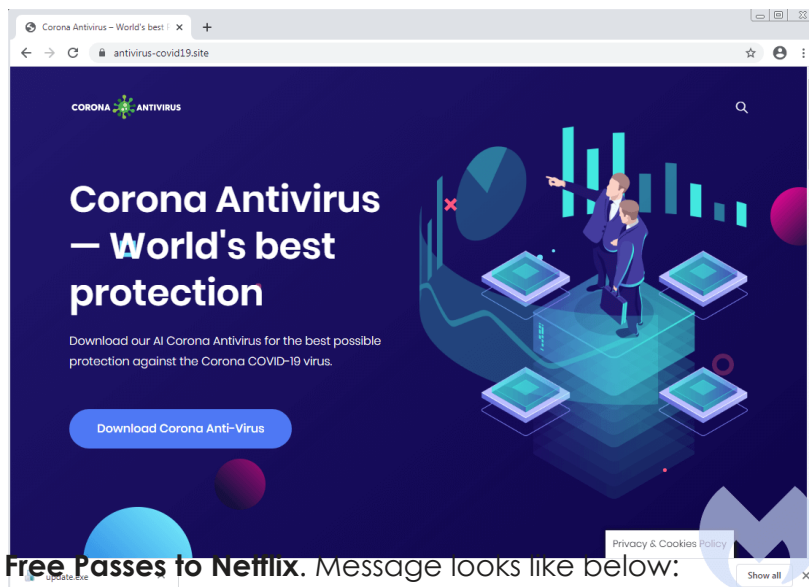 Corona Antivirus – World's best
antivirus-covid19.site
CORONA ANTIVIRUS
Corona Antivirus
— World's best
protection
Download our AI Corona Antivirus for the best possible
protection against the Corona COVID-19 virus.
Download Corona Anti-Virus
Privacy & Cookies Policy
Free Passes to Netflix. Message looks like below:
update.exe
Show all